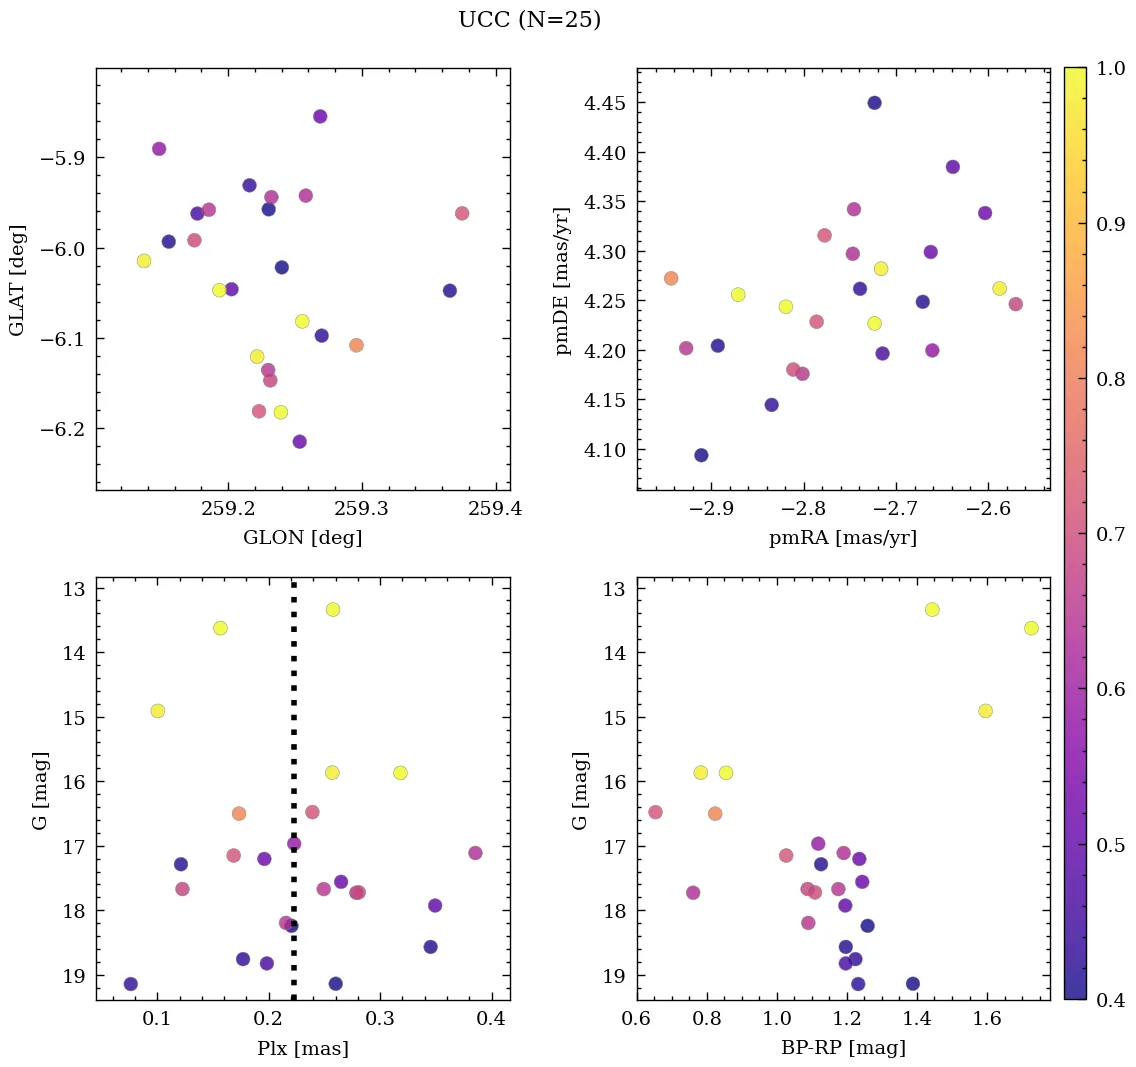 UCC (N=25)
−5.9
−6.0
−6.1
−6.2
GLAT [deg]
259.2 259.3 259.4
GLON [deg]
4.45
4.40
4.35
4.30
4.25
4.20
4.15
4.10
pmDE [mas/yr]
−2.9 −2.8 −2.7 −2.6
pmRA [mas/yr]
13
14
15
16
17
18
19
G [mag]
0.1 0.2 0.3 0.4
Plx [mas]
13
14
15
16
17
18
19
G [mag]
0.6 0.8 1.0 1.2 1.4 1.6
BP-RP [mag]
1.0
0.9
0.8
0.7
0.6
0.5
0.4